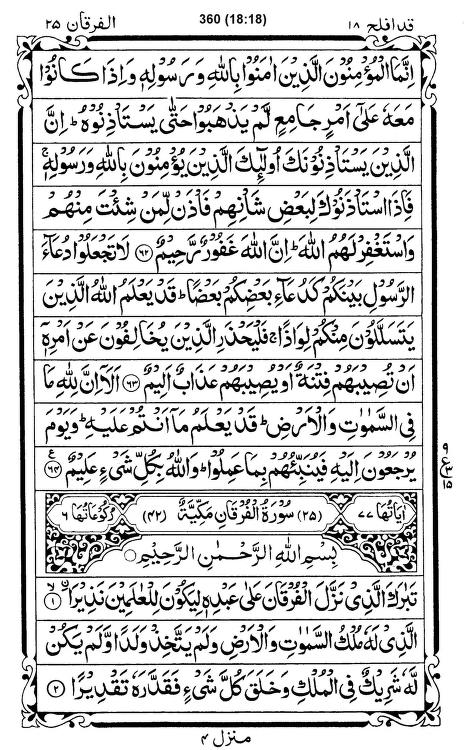 قدافلح ١٨ 360 (18:18) الفرقان ٢٥
اِنَّمَا الْمُؤْمِنُوْنَ الَّذِيْنَ اٰمَنُوْا بِاللّٰهِ وَرَسُوْلِهٖ وَاِذَا كَانُوْا
مَعَهٗ عَلٰٓى اَمْرٍ جَامِعٍ لَّمْ يَذْهَبُوْا حَتّٰى يَسْتَاْذِنُوْهُ ؕ اِنَّ
الَّذِيْنَ يَسْتَاْذِنُوْنَكَ اُولٰٓئِكَ الَّذِيْنَ يُؤْمِنُوْنَ بِاللّٰهِ وَرَسُوْلِهٖ ۚ
فَاِذَا اسْتَاْذَنُوْكَ لِبَعْضِ شَاْنِهِمْ فَاْذَنْ لِّمَنْ شِئْتَ مِنْهُمْ
وَاسْتَغْفِرْ لَهُمُ اللّٰهَ ؕ اِنَّ اللّٰهَ غَفُوْرٌ رَّحِيْمٌ ﴿٦٢﴾ لَا تَجْعَلُوْا دُعَآءَ
الرَّسُوْلِ بَيْنَكُمْ كَدُعَآءِ بَعْضِكُمْ بَعْضًا ؕ قَدْ يَعْلَمُ اللّٰهُ الَّذِيْنَ
يَتَسَلَّلُوْنَ مِنْكُمْ لِوَاذًا ۚ فَلْيَحْذَرِ الَّذِيْنَ يُخَالِفُوْنَ عَنْ اَمْرِهٖٓ
اَنْ تُصِيْبَهُمْ فِتْنَةٌ اَوْ يُصِيْبَهُمْ عَذَابٌ اَلِيْمٌ ﴿٦٣﴾ اَلَآ اِنَّ لِلّٰهِ مَا
فِى السَّمٰوٰتِ وَالْاَرْضِ ؕ قَدْ يَعْلَمُ مَآ اَنْتُمْ عَلَيْهِ ؕ وَيَوْمَ
يُرْجَعُوْنَ اِلَيْهِ فَيُنَبِّئُهُمْ بِمَا عَمِلُوْا ؕ وَاللّٰهُ بِكُلِّ شَىْءٍ عَلِيْمٌ ﴿٦٤﴾
٩
ع ٣
١٥
اٰيَاتُهَا ٧٧ (٢٥) سُوْرَةُ الْفُرْقَانِ مَكِّيَّةٌ (٤٢) رُكُوْعَاتُهَا ٦
بِسْمِ اللّٰهِ الرَّحْمٰنِ الرَّحِيْمِ
تَبٰرَكَ الَّذِىْ نَزَّلَ الْفُرْقَانَ عَلٰى عَبْدِهٖ لِيَكُوْنَ لِلْعٰلَمِيْنَ نَذِيْرًا ﴿١﴾
الَّذِىْ لَهٗ مُلْكُ السَّمٰوٰتِ وَالْاَرْضِ وَلَمْ يَتَّخِذْ وَلَدًا وَّلَمْ يَكُنْ
لَّهٗ شَرِيْكٌ فِى الْمُلْكِ وَخَلَقَ كُلَّ شَىْءٍ فَقَدَّرَهٗ تَقْدِيْرًا ﴿٢﴾
منزل ٤